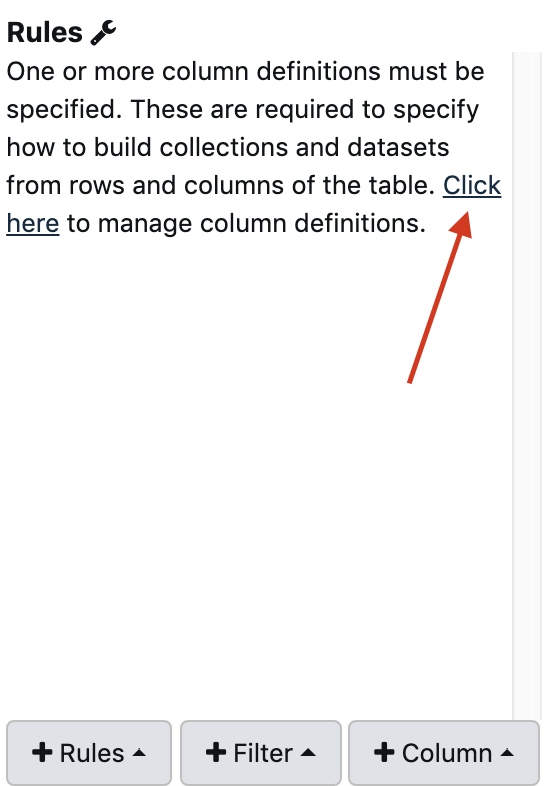 Rules
One or more column definitions must be
specified. These are required to specify
how to build collections and datasets
from rows and columns of the table. Click
here to manage column definitions.
+ Rules
+ Filter
+ Column